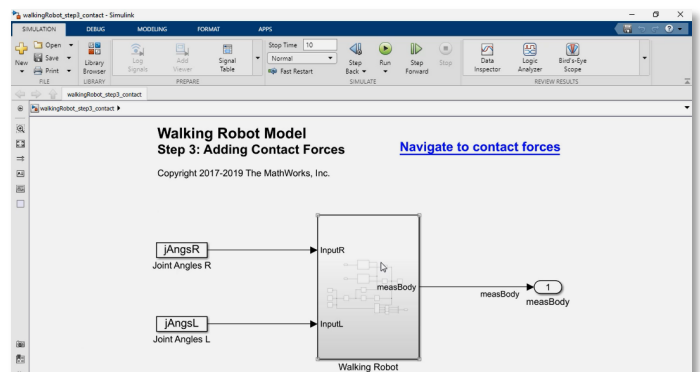 walkingRobot_step3_contact - Simulink
SIMULATION DEBUG MODELING FORMAT APPS
New
Open
Save
Print
FILE
Library Browser
LIBRARY
Log Signals
Add Viewer
Signal Table
PREPARE
Stop Time 10
Normal
Fast Restart
Step Back
Run
Step Forward
Stop
SIMULATE
Data Inspector
Logic Analyzer
Bird's-Eye Scope
REVIEW RESULTS
walkingRobot_step3_contact
walkingRobot_step3_contact
Walking Robot Model
Step 3: Adding Contact Forces
Navigate to contact forces
Copyright 2017-2019 The MathWorks, Inc.
jAngsR
Joint Angles R
InputR
measBody
measBody
1
measBody
jAngsL
Joint Angles L
InputL
Walking Robot